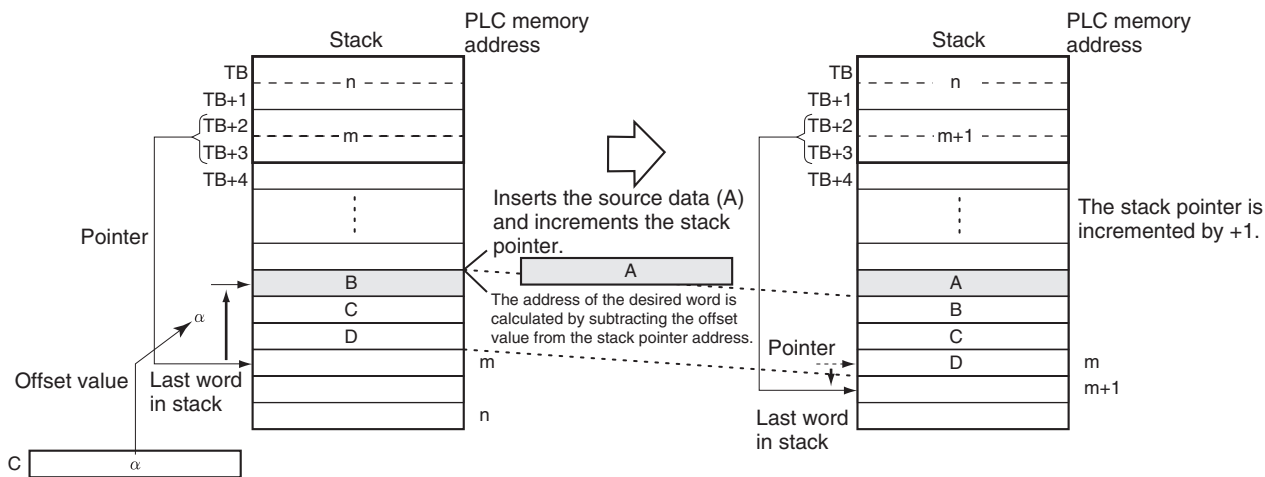 Stack
PLC memory
address
TB
n
TB+1
TB+2
m
TB+3
TB+4
Pointer
B
C
D
α
m
Offset value
Last word
in stack
n
C
α
Inserts the source data (A)
and increments the stack
pointer.
A
The address of the desired word is
calculated by subtracting the offset
value from the stack pointer address.
Stack
PLC memory
address
TB
n
TB+1
TB+2
m+1
TB+3
TB+4
The stack pointer is
incremented by +1.
A
B
C
Pointer
D
m
m+1
Last word
in stack